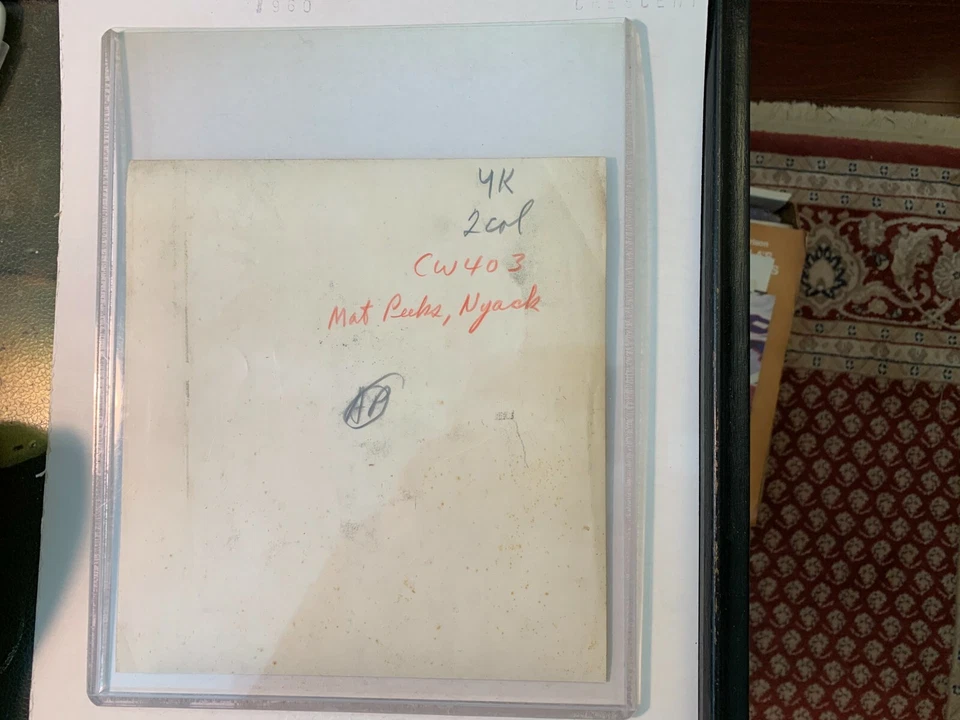 4K
2col
CW403
Mat Peeks, Nyack
AP